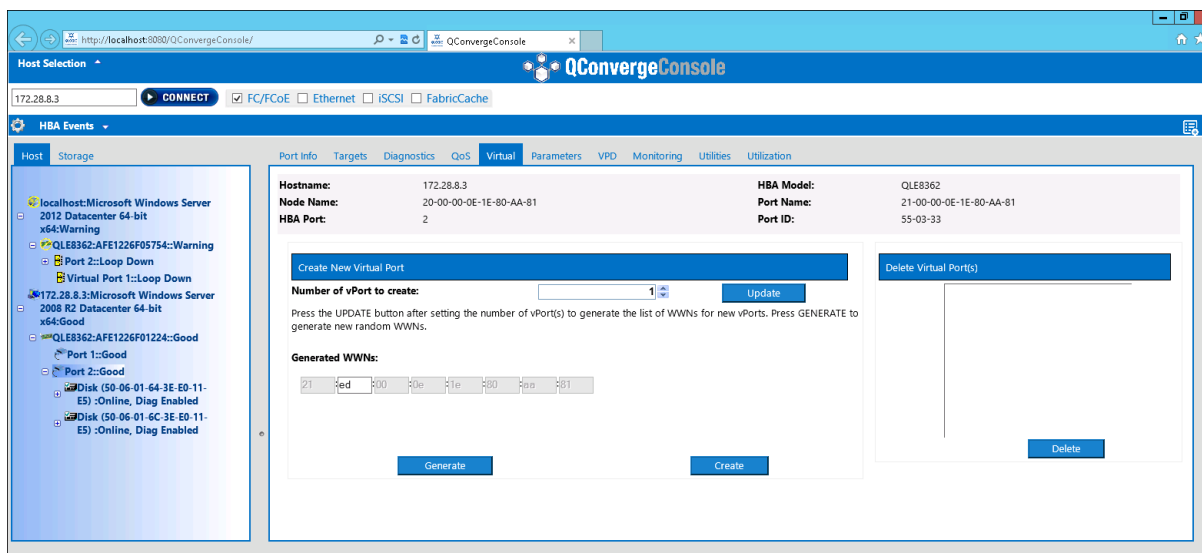 http://localhost:8080/QConvergeConsole/
QConvergeConsole
Host Selection
QConvergeConsole
172.28.8.3 CONNECT FC/FCoE Ethernet iSCSI FabricCache
HBA Events
Host Storage
Port Info Targets Diagnostics QoS Virtual Parameters VPD Monitoring Utilities Utilization
localhost:Microsoft Windows Server
2012 Datacenter 64-bit
x64:Warning
QLE8362:AFE1226F05754::Warning
Port 2::Loop Down
Virtual Port 1::Loop Down
172.28.8.3:Microsoft Windows Server
2008 R2 Datacenter 64-bit
x64:Good
QLE8362:AFE1226F01224::Good
Port 1::Good
Port 2::Good
Disk (50-06-01-64-3E-E0-11-
E5) :Online, Diag Enabled
Disk (50-06-01-6C-3E-E0-11-
E5) :Online, Diag Enabled
Hostname: 172.28.8.3 HBA Model: QLE8362
Node Name: 20-00-00-0E-1E-80-AA-81 Port Name: 21-00-00-0E-1E-80-AA-81
HBA Port: 2 Port ID: 55-03-33
Create New Virtual Port
Number of vPort to create: 1 Update
Press the UPDATE button after setting the number of vPort(s) to generate the list of WWNs for new vPorts. Press GENERATE to
generate new random WWNs.
Generated WWNs:
21 :ed :00 :0e :1e :80 :aa :81
Generate Create
Delete Virtual Port(s)
Delete